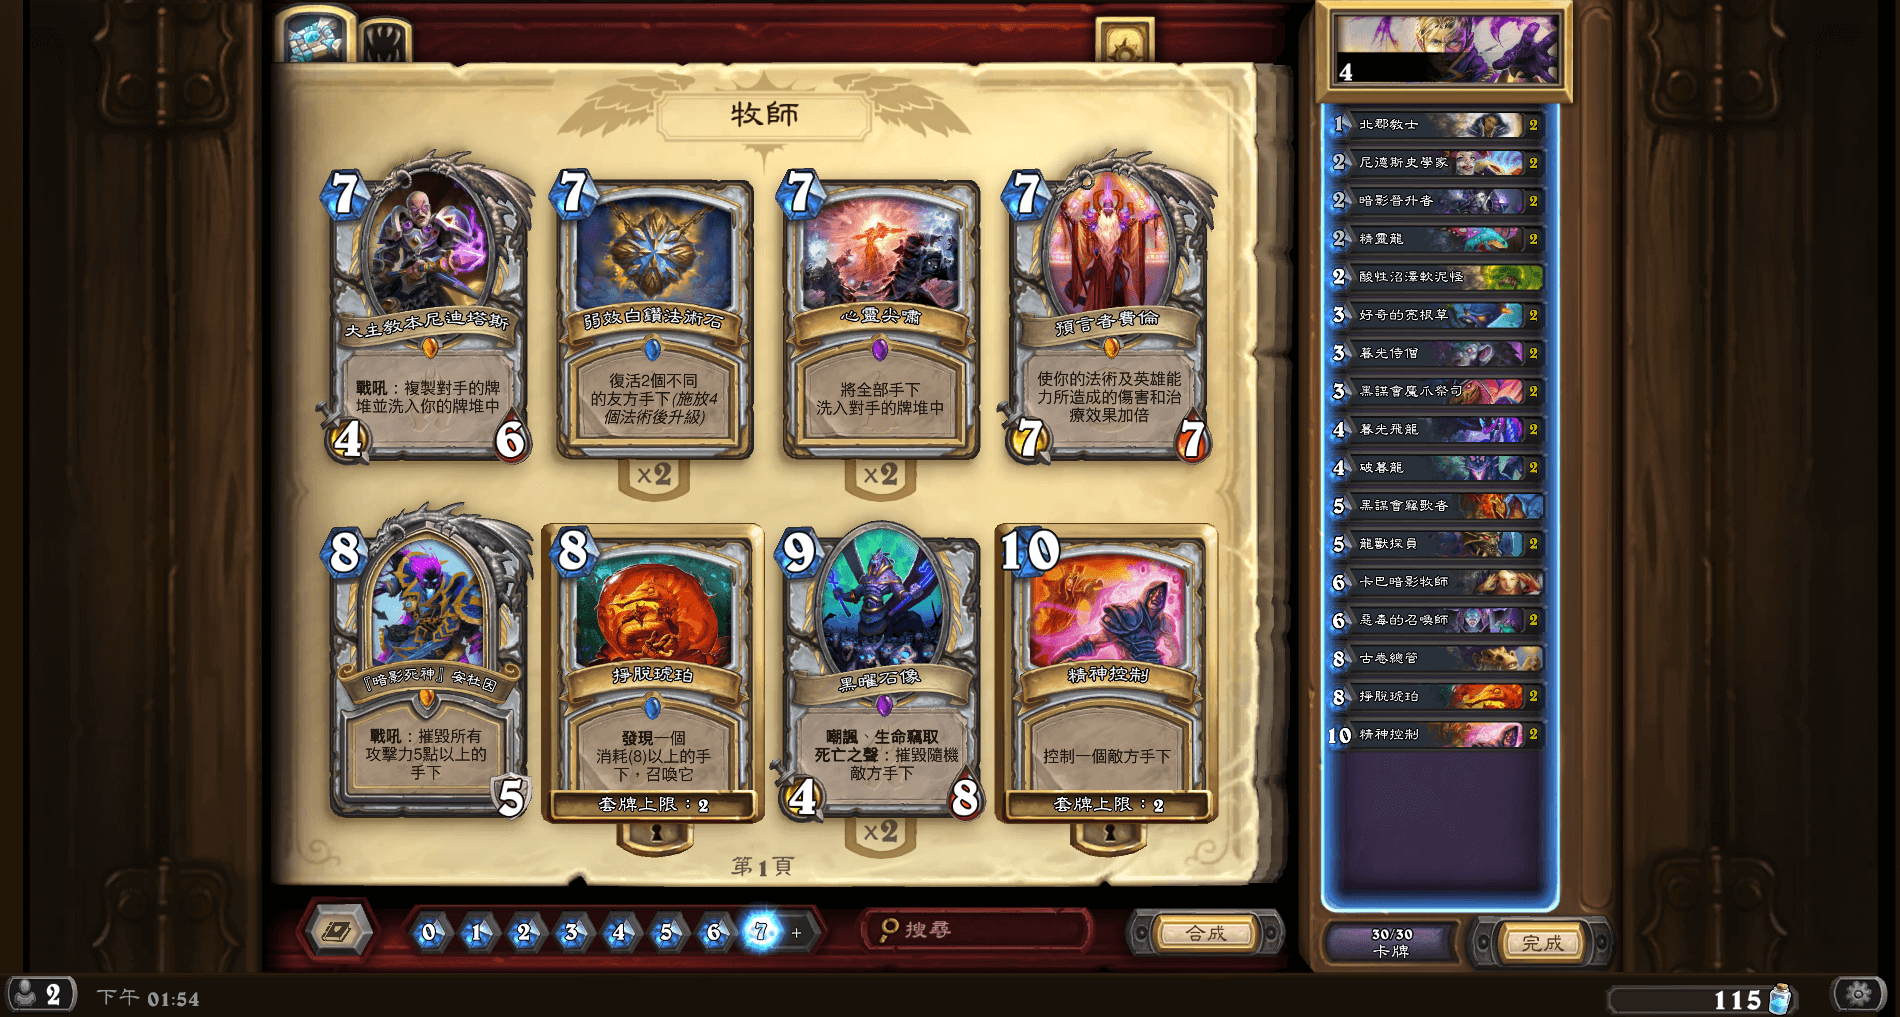 牧師
7
大主教本尼迪塔斯
戰吼：複製對手的牌
堆並洗入你的牌堆中
4
6
7
弱效白鑽法術石
復活2個不同
的友方手下(施放4
個法術後升級)
×2
7
心靈尖嘯
將全部手下
洗入對手的牌堆中
×2
7
預言者費倫
使你的法術及英雄能
力所造成的傷害和治
療效果加倍
7
7
8
『暗影死神』安杜因
戰吼：摧毀所有
攻擊力5點以上的
手下
5
8
掙脫琥珀
發現一個
消耗(8)以上的手
下，召喚它
套牌上限：2
9
黑曜石像
嘲諷、生命竊取
死亡之聲：摧毀隨機
敵方手下
4
8
×2
10
精神控制
控制一個敵方手下
套牌上限：2
第1頁
0 1 2 3 4 5 6 7 +
搜尋
合成
4
1 北郡教士 2
2 尼德斯史學家 2
2 暗影晉升者 2
2 精靈龍 2
2 酸性沼澤軟泥怪
3 好奇的亮根草 2
3 暮光侍僧 2
3 黑謀會魔爪祭司 2
4 暮光飛龍 2
4 破暮龍 2
5 黑謀會竊歡者
5 龍獸探員 2
6 卡巴暗影牧師
6 惡毒的召喚師 2
8 古卷總管
8 掙脫琥珀 2
10 精神控制 2
30/30
卡牌
完成
2
下午 01:54
115